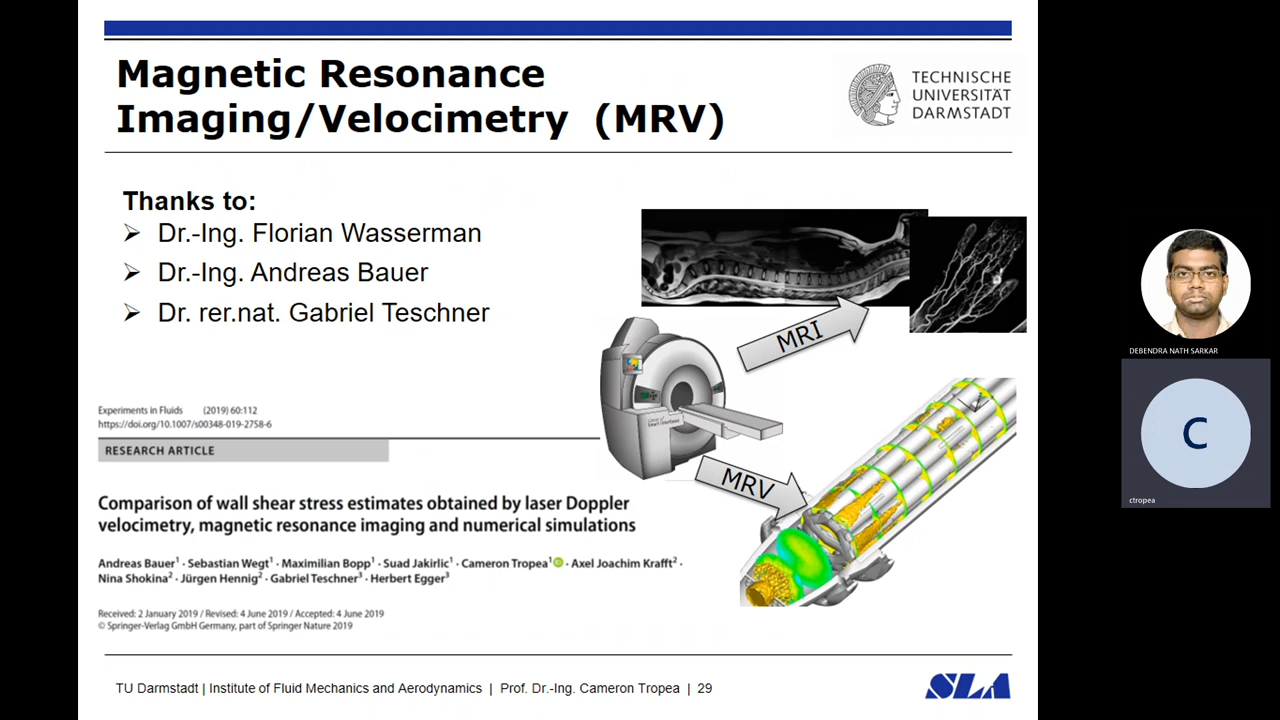 Magnetic Resonance
Imaging/Velocimetry (MRV)
TECHNISCHE
UNIVERSITÄT
DARMSTADT
Thanks to:
Dr.-Ing. Florian Wasserman
Dr.-Ing. Andreas Bauer
Dr. rer.nat. Gabriel Teschner
MRI
MRV
Experiments in Fluids (2019) 60:112
https://doi.org/10.1007/s00348-019-2758-6
RESEARCH ARTICLE
Comparison of wall shear stress estimates obtained by laser Doppler
velocimetry, magnetic resonance imaging and numerical simulations
Andreas Bauer¹ · Sebastian Wegt¹ · Maximilian Bopp¹ · Suad Jakirlic¹ · Cameron Tropea¹ · Axel Joachim Krafft² ·
Nina Shokina² · Jürgen Hennig² · Gabriel Teschner³ · Herbert Egger³
Received: 2 January 2019 / Revised: 4 June 2019 / Accepted: 4 June 2019
© Springer-Verlag GmbH Germany, part of Springer Nature 2019
TU Darmstadt | Institute of Fluid Mechanics and Aerodynamics | Prof. Dr.-Ing. Cameron Tropea | 29
SLA
DEBENDRA NATH SARKAR
C
ctropea